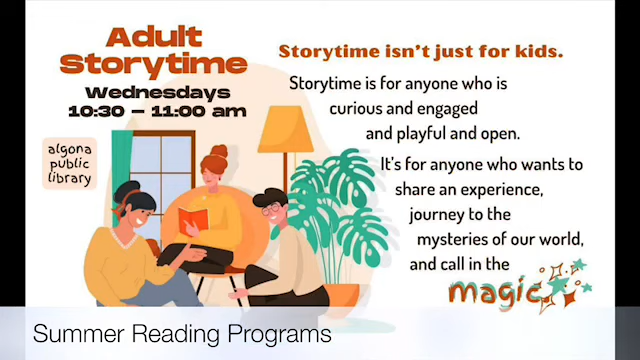 Adult
Storytime
Wednesdays
10:30 – 11:00 am
algona
public
library
Storytime isn't just for kids.
Storytime is for anyone who is
curious and engaged
and playful and open.
It's for anyone who wants to
share an experience,
journey to the
mysteries of our world,
and call in the
magic
Summer Reading Programs